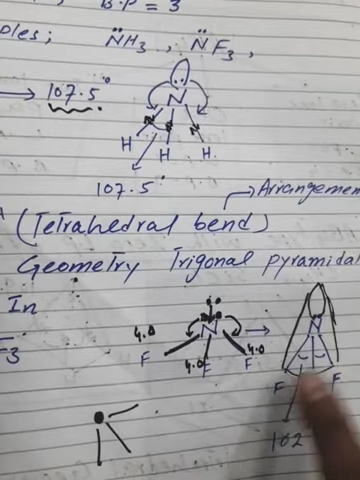 B.P = 3
ples; N̈H3 , N̈F3 ,
→ 107.5°
N
H H H
107.5°
→ Arrangemen
(Tetrahedral bend)
Geometry Trigonal pyramidal
In
F3
4.0 N → N
F 4.0 F 4.0 F F F
102